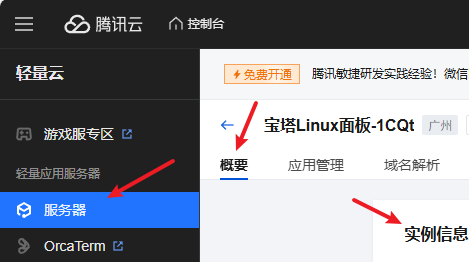 腾讯云 控制台
轻量云
免费开通 腾讯敏捷研发实践经验！微信
宝塔Linux面板-1CQt 广州
游戏服专区
概要 应用管理 域名解析
轻量应用服务器
服务器
实例信息
OrcaTerm